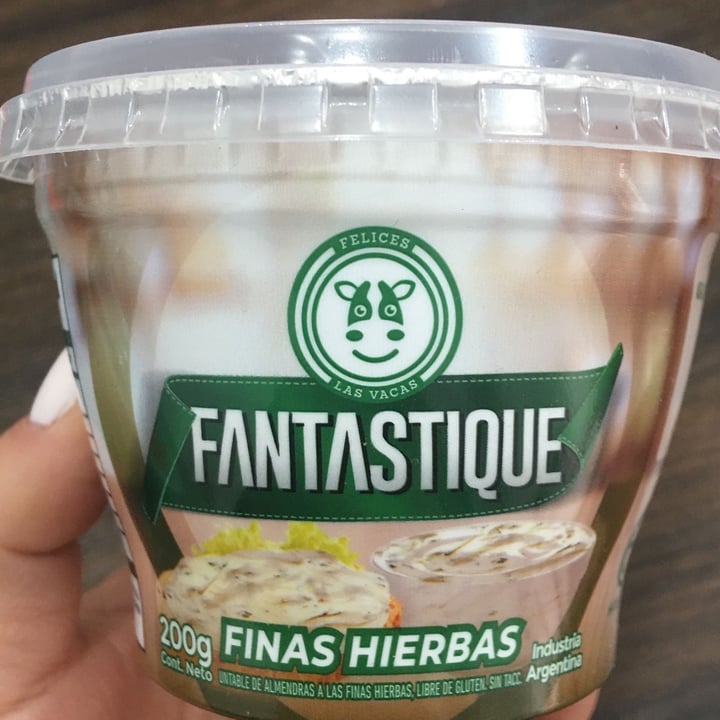 FELICES
LAS VACAS
FANTASTIQUE
200g
Cont. Neto
FINAS HIERBAS
Industria
Argentina
UNTABLE DE ALMENDRAS A LAS FINAS HIERBAS, LIBRE DE GLUTEN. SIN TACC.